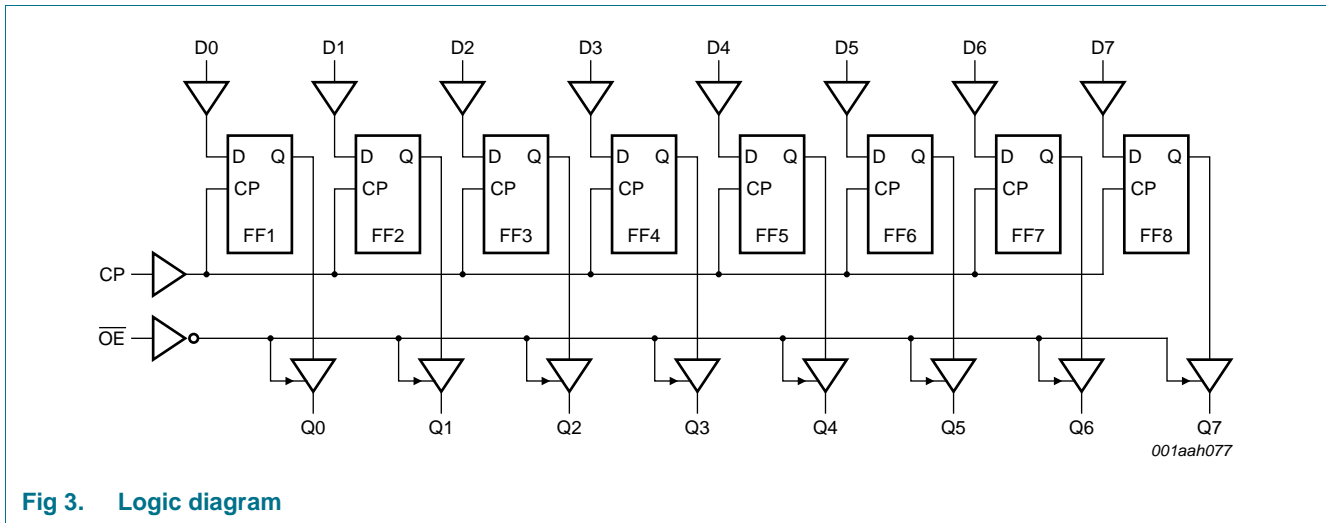 D0 D1 D2 D3 D4 D5 D6 D7
D Q D Q D Q D Q D Q D Q D Q D Q
CP CP CP CP CP CP CP CP
FF1 FF2 FF3 FF4 FF5 FF6 FF7 FF8
CP
O̅E̅
Q0 Q1 Q2 Q3 Q4 Q5 Q6 Q7
001aah077
Fig 3. Logic diagram